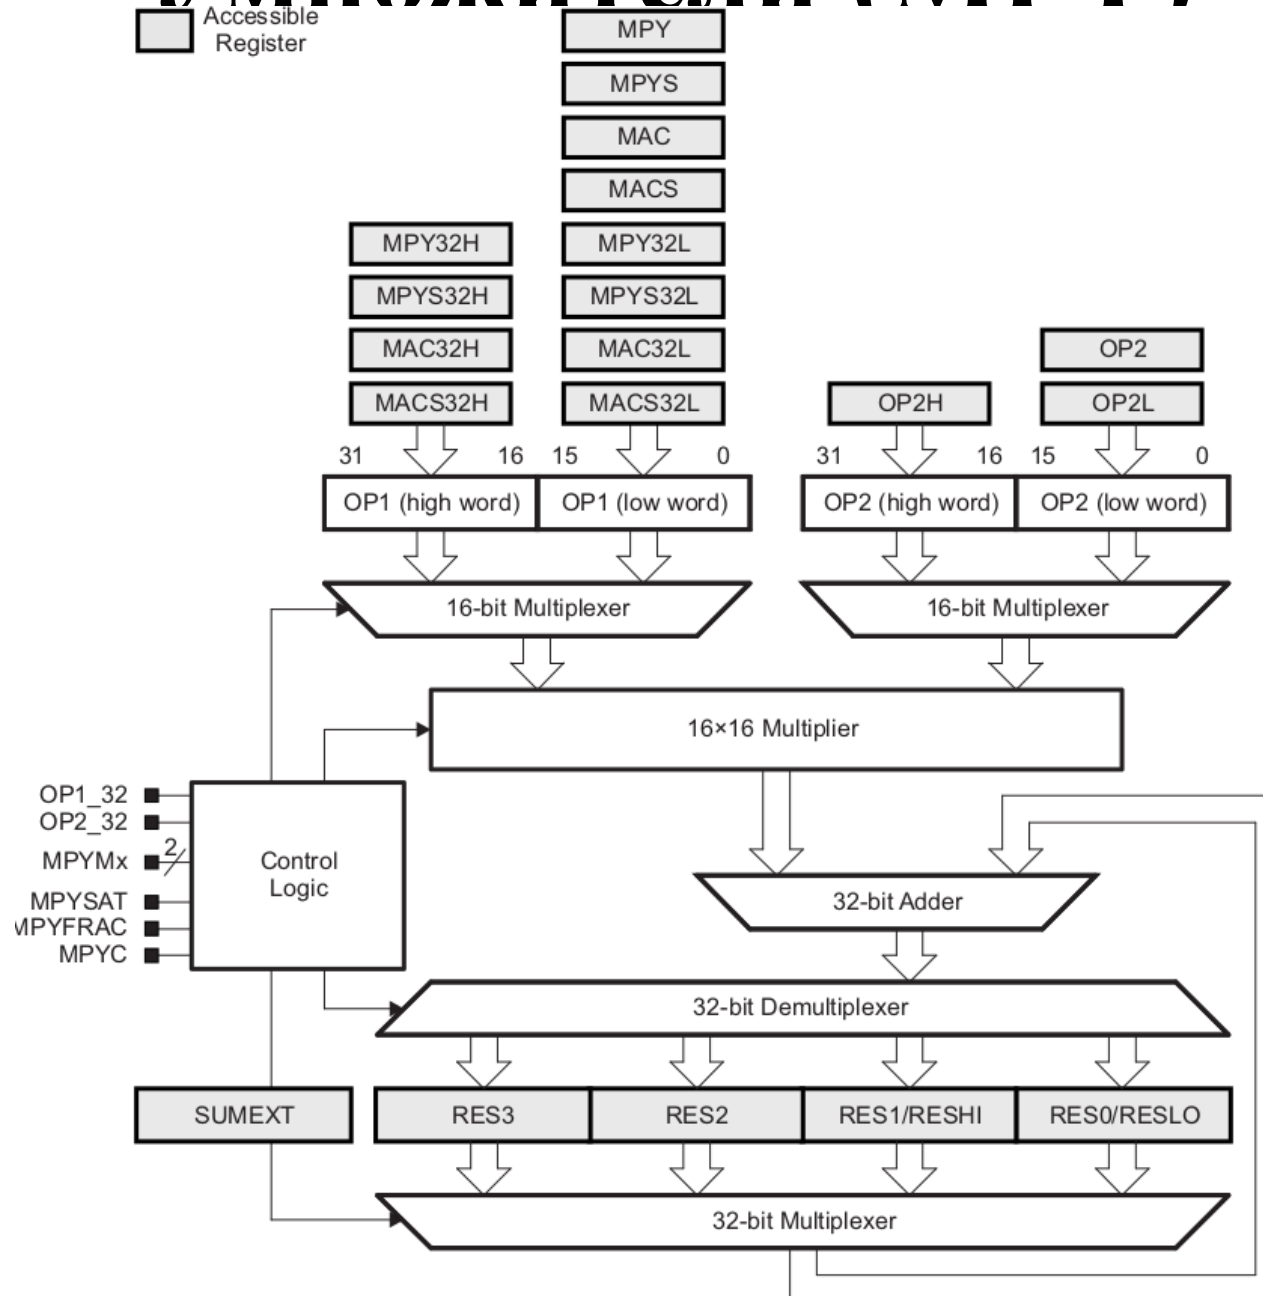 Accessible
Register
MPY
MPYS
MAC
MACS
MPY32H
MPY32L
MPYS32H
MPYS32L
MAC32H
MAC32L
OP2
MACS32H
MACS32L
OP2H
OP2L
31 16 15 0 31 16 15 0
OP1 (high word) OP1 (low word) OP2 (high word) OP2 (low word)
16-bit Multiplexer 16-bit Multiplexer
16×16 Multiplier
OP1_32
OP2_32
MPYMx
2
MPYSAT
MPYFRAC
MPYC
Control
Logic
32-bit Adder
32-bit Demultiplexer
SUMEXT
RES3
RES2
RES1/RESHI
RES0/RESLO
32-bit Multiplexer